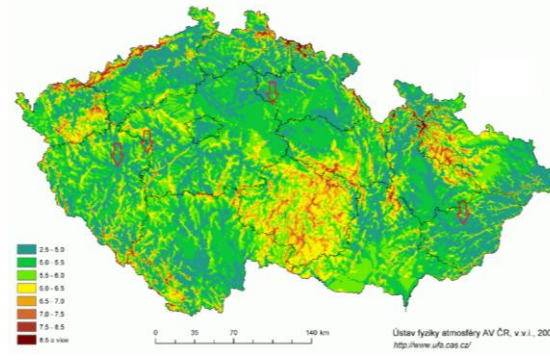 2.5 - 5.0
5.0 - 5.5
5.5 - 6.0
6.0 - 6.5
6.5 - 7.0
7.0 - 7.5
7.5 - 8.5
8.5 a více
0 35 70 140 km
Ústav fyziky atmosféry AV ČR, v.v.i., 200
http://www.ufa.cas.cz/